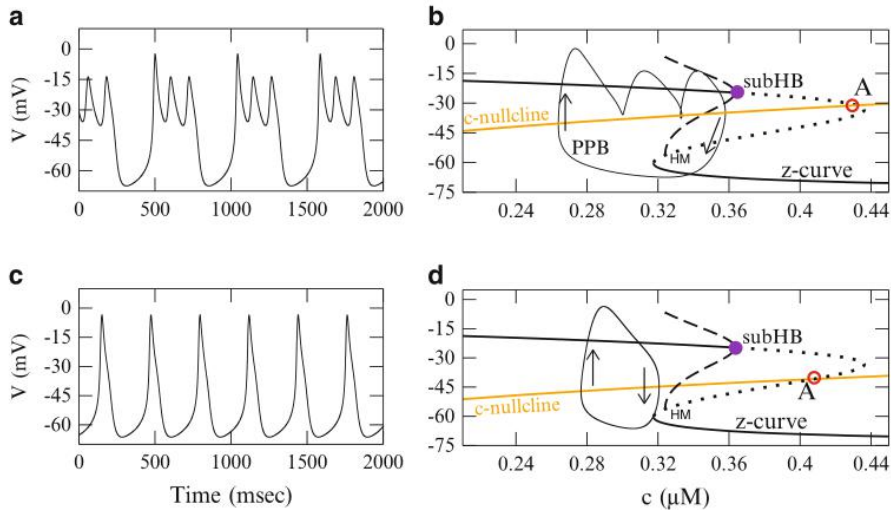 a
V (mV)
0
-15
-30
-45
-60
0 500 1000 1500 2000
b
0
-15
-30
-45
-60
-75
subHB
A
c-nullcline
PPB
HM
z-curve
0.24 0.28 0.32 0.36 0.4 0.44
c
V (mV)
0
-15
-30
-45
-60
0 500 1000 1500 2000
Time (msec)
d
0
-15
-30
-45
-60
-75
subHB
A
c-nullcline
HM
z-curve
0.24 0.28 0.32 0.36 0.4 0.44
c (μM)